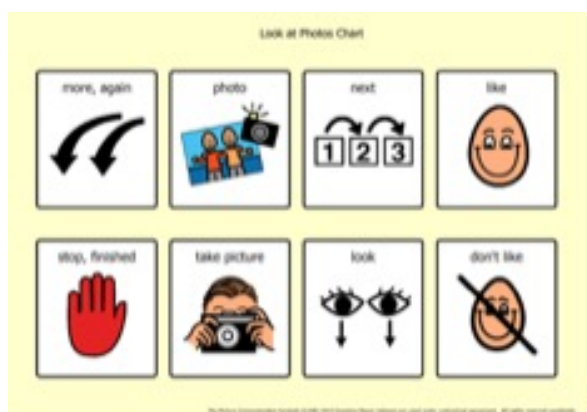 Look at Photos Chart
more, again
photo
next
like
1 2 3
stop, finished
take picture
look
don't like